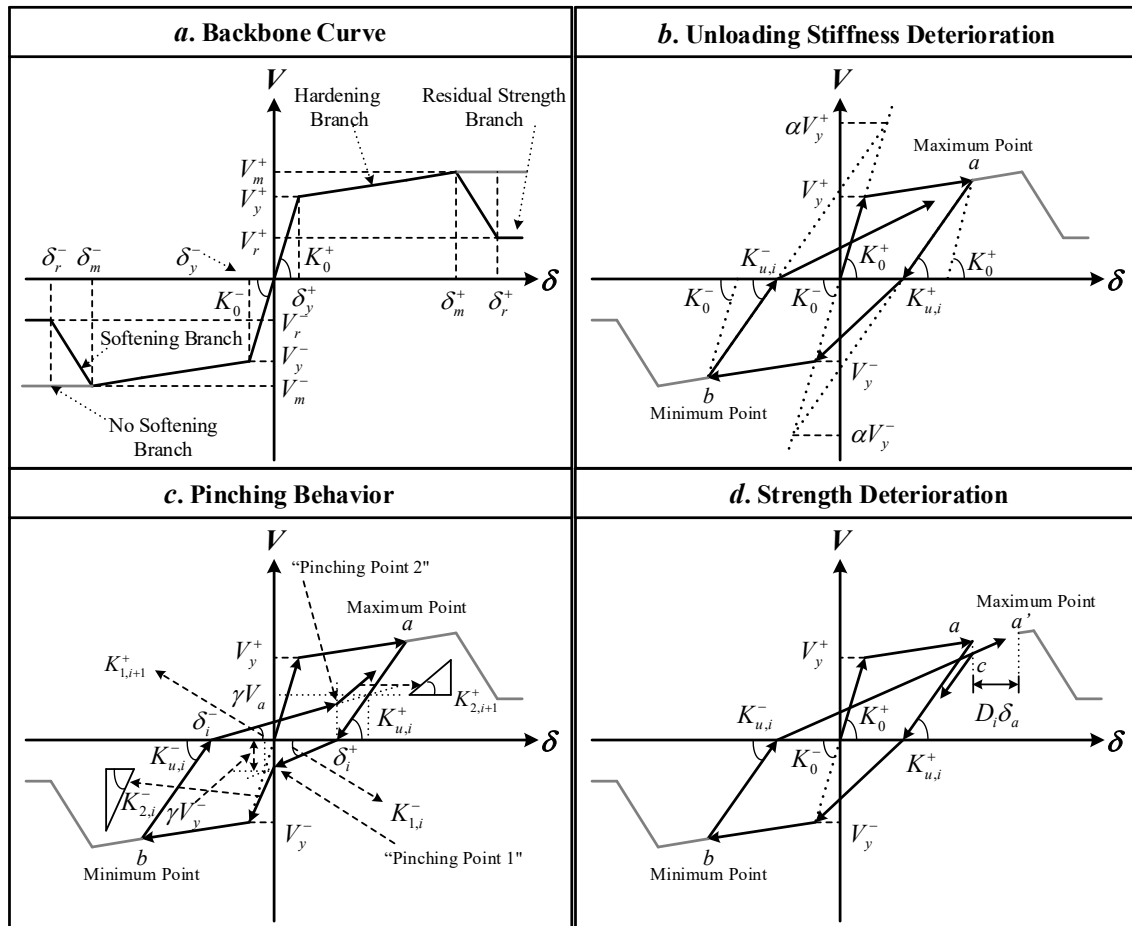 a. Backbone Curve
V
Hardening
Branch
Residual Strength
Branch
V_m^+
V_y^+
V_r^+
δ_r^-
δ_m^-
δ_y^-
K_0^+
K_0^-
δ_y^+
δ_m^+
δ_r^+
δ
V_r^-
Softening Branch
V_y^-
V_m^-
No Softening
Branch
b. Unloading Stiffness Deterioration
V
αV_y^+
Maximum Point
a
V_y^+
K_{u,i}^-
K_0^+
K_0^+
δ
K_0^-
K_0^-
K_{u,i}^+
V_y^-
b
Minimum Point
αV_y^-
c. Pinching Behavior
V
“Pinching Point 2"
Maximum Point
a
V_y^+
K_{1,i+1}^+
γV_a
K_{2,i+1}^+
δ_i^-
K_{u,i}^+
δ
K_{u,i}^-
δ_i^+
K_{2,i}^-
γV_y^-
K_{1,i}^-
V_y^-
b
Minimum Point
“Pinching Point 1"
d. Strength Deterioration
V
Maximum Point
a
a’
V_y^+
c
K_{u,i}^-
K_0^+
D_iδ_a
δ
K_0^-
K_{u,i}^+
V_y^-
b
Minimum Point